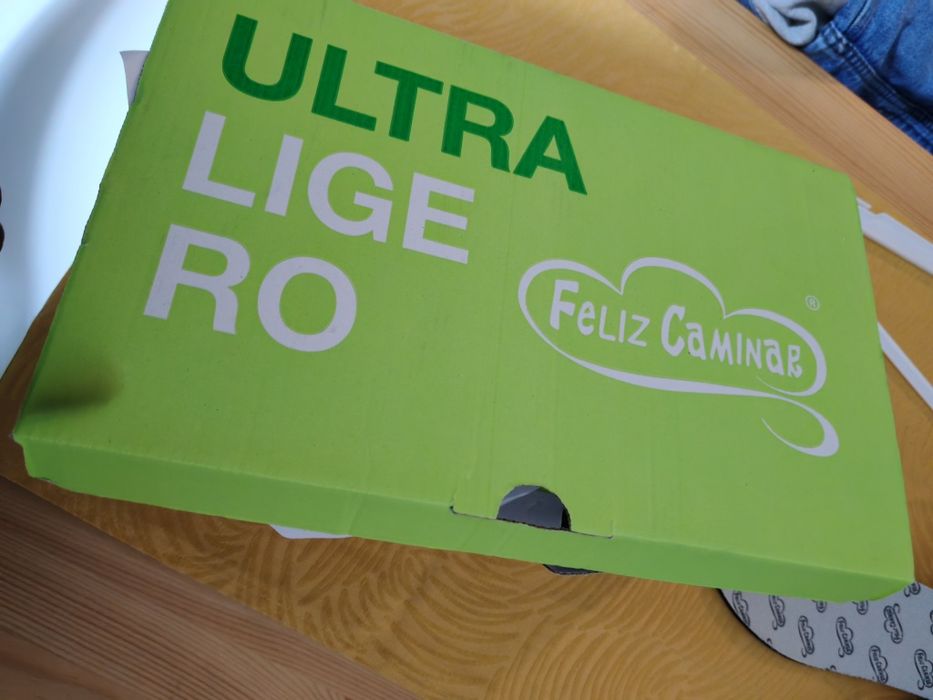 ULTRA
LIGE
RO
FeLIZ CaMINaR
®